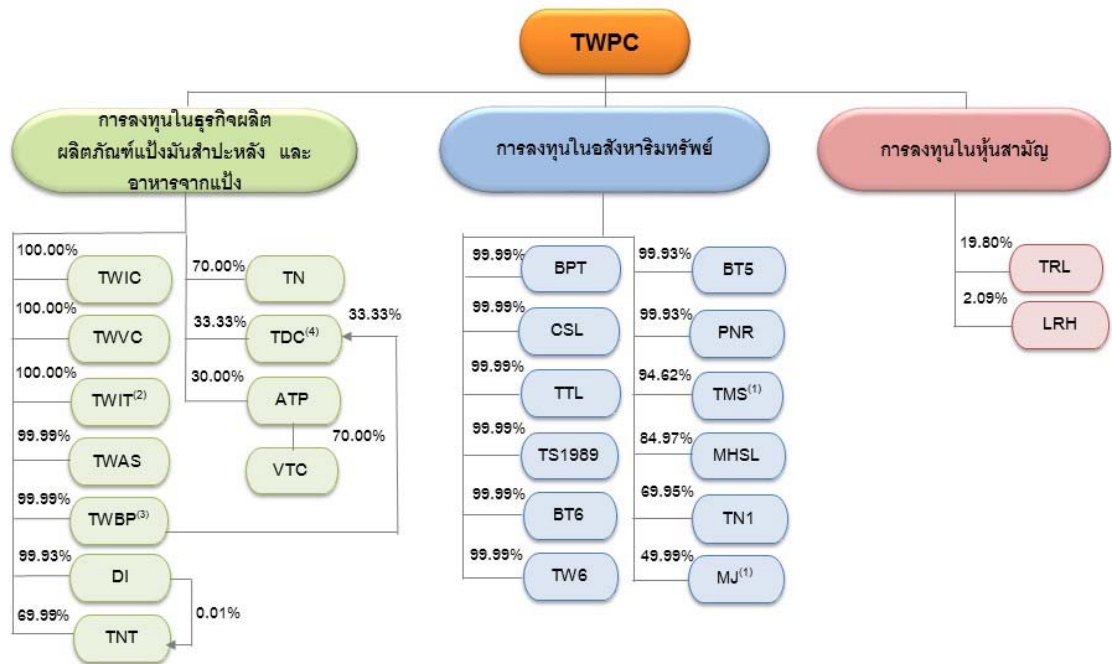 TWPC
การลงทุนในธุรกิจผลิต
ผลิตภัณฑ์แป้งมันสำปะหลัง และ
อาหารจากแป้ง
100.00%
TWIC
100.00%
TWVC
100.00%
TWIT(2)
99.99%
TWAS
99.99%
TWBP(3)
99.93%
DI
69.99%
TNT
0.01%
70.00%
TN
33.33%
TDC(4)
33.33%
30.00%
ATP
70.00%
VTC
การลงทุนในอสังหาริมทรัพย์
99.99%
BPT
99.99%
CSL
99.99%
TTL
99.99%
TS1989
99.99%
BT6
99.99%
TW6
99.93%
BT5
99.93%
PNR
94.62%
TMS(1)
84.97%
MHSL
69.95%
TN1
49.99%
MJ(1)
การลงทุนในหุ้นสามัญ
19.80%
TRL
2.09%
LRH